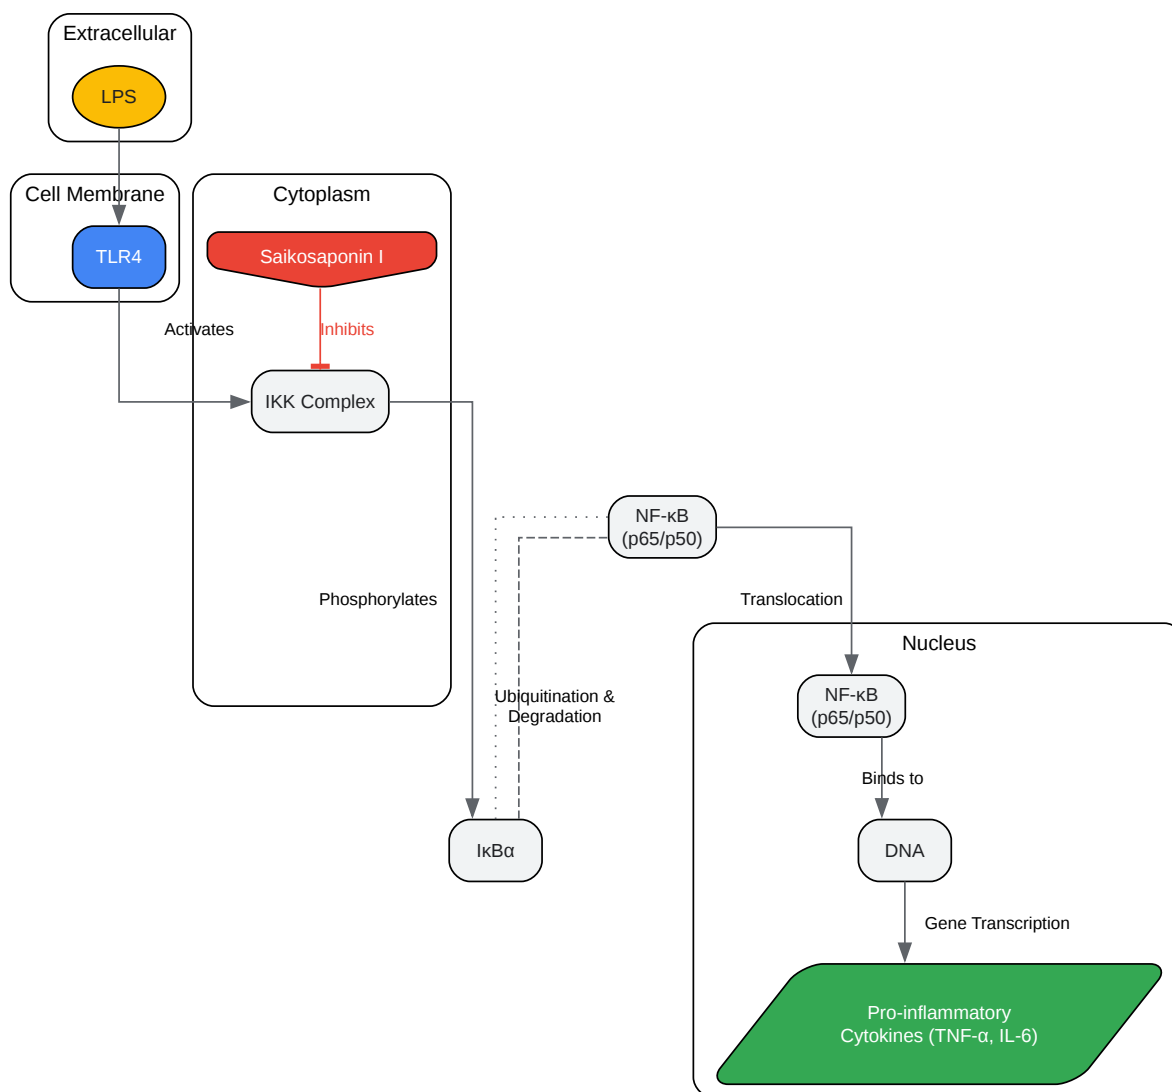 Extracellular
LPS
Cell Membrane
TLR4
Cytoplasm
Saikosaponin I
Activates
Inhibits
IKK Complex
NF-κB
(p65/p50)
Phosphorylates
Translocation
Nucleus
NF-κB
(p65/p50)
Ubiquitination &
Degradation
Binds to
IκBα
DNA
Gene Transcription
Pro-inflammatory
Cytokines (TNF-α, IL-6)